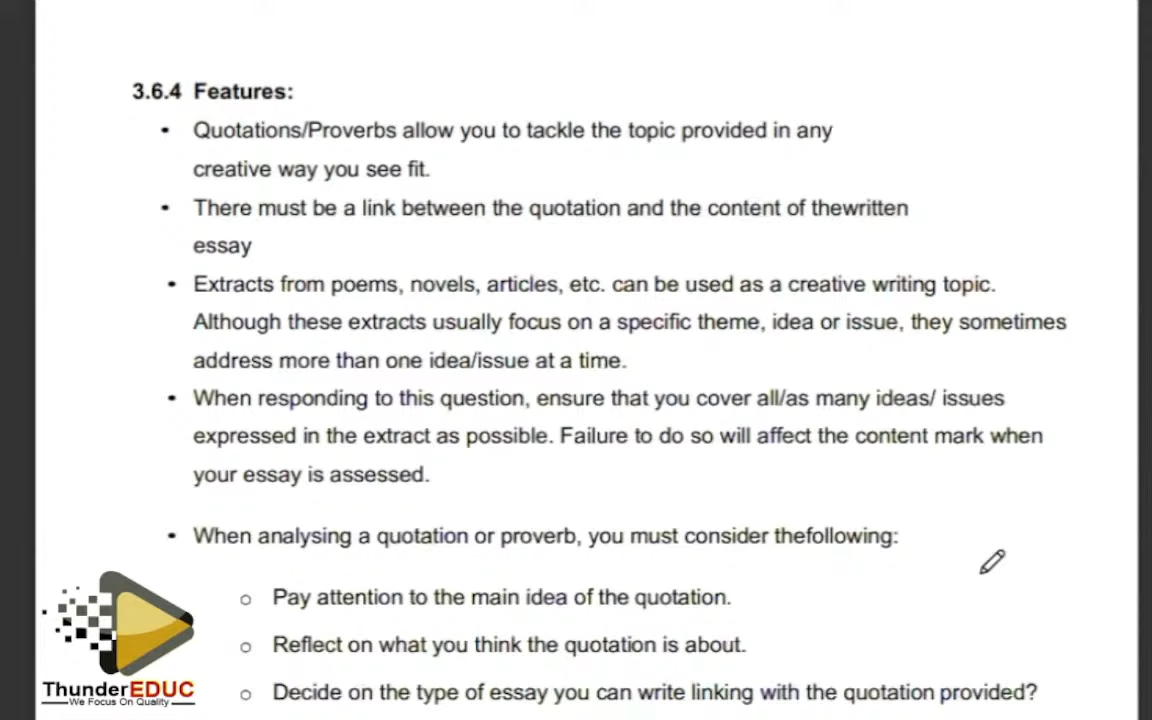 3.6.4 Features:
• Quotations/Proverbs allow you to tackle the topic provided in any
creative way you see fit.
• There must be a link between the quotation and the content of thewritten
essay
• Extracts from poems, novels, articles, etc. can be used as a creative writing topic.
Although these extracts usually focus on a specific theme, idea or issue, they sometimes
address more than one idea/issue at a time.
• When responding to this question, ensure that you cover all/as many ideas/ issues
expressed in the extract as possible. Failure to do so will affect the content mark when
your essay is assessed.
• When analysing a quotation or proverb, you must consider thefollowing:
o Pay attention to the main idea of the quotation.
o Reflect on what you think the quotation is about.
o Decide on the type of essay you can write linking with the quotation provided?
ThunderEDUC
We Focus On Quality